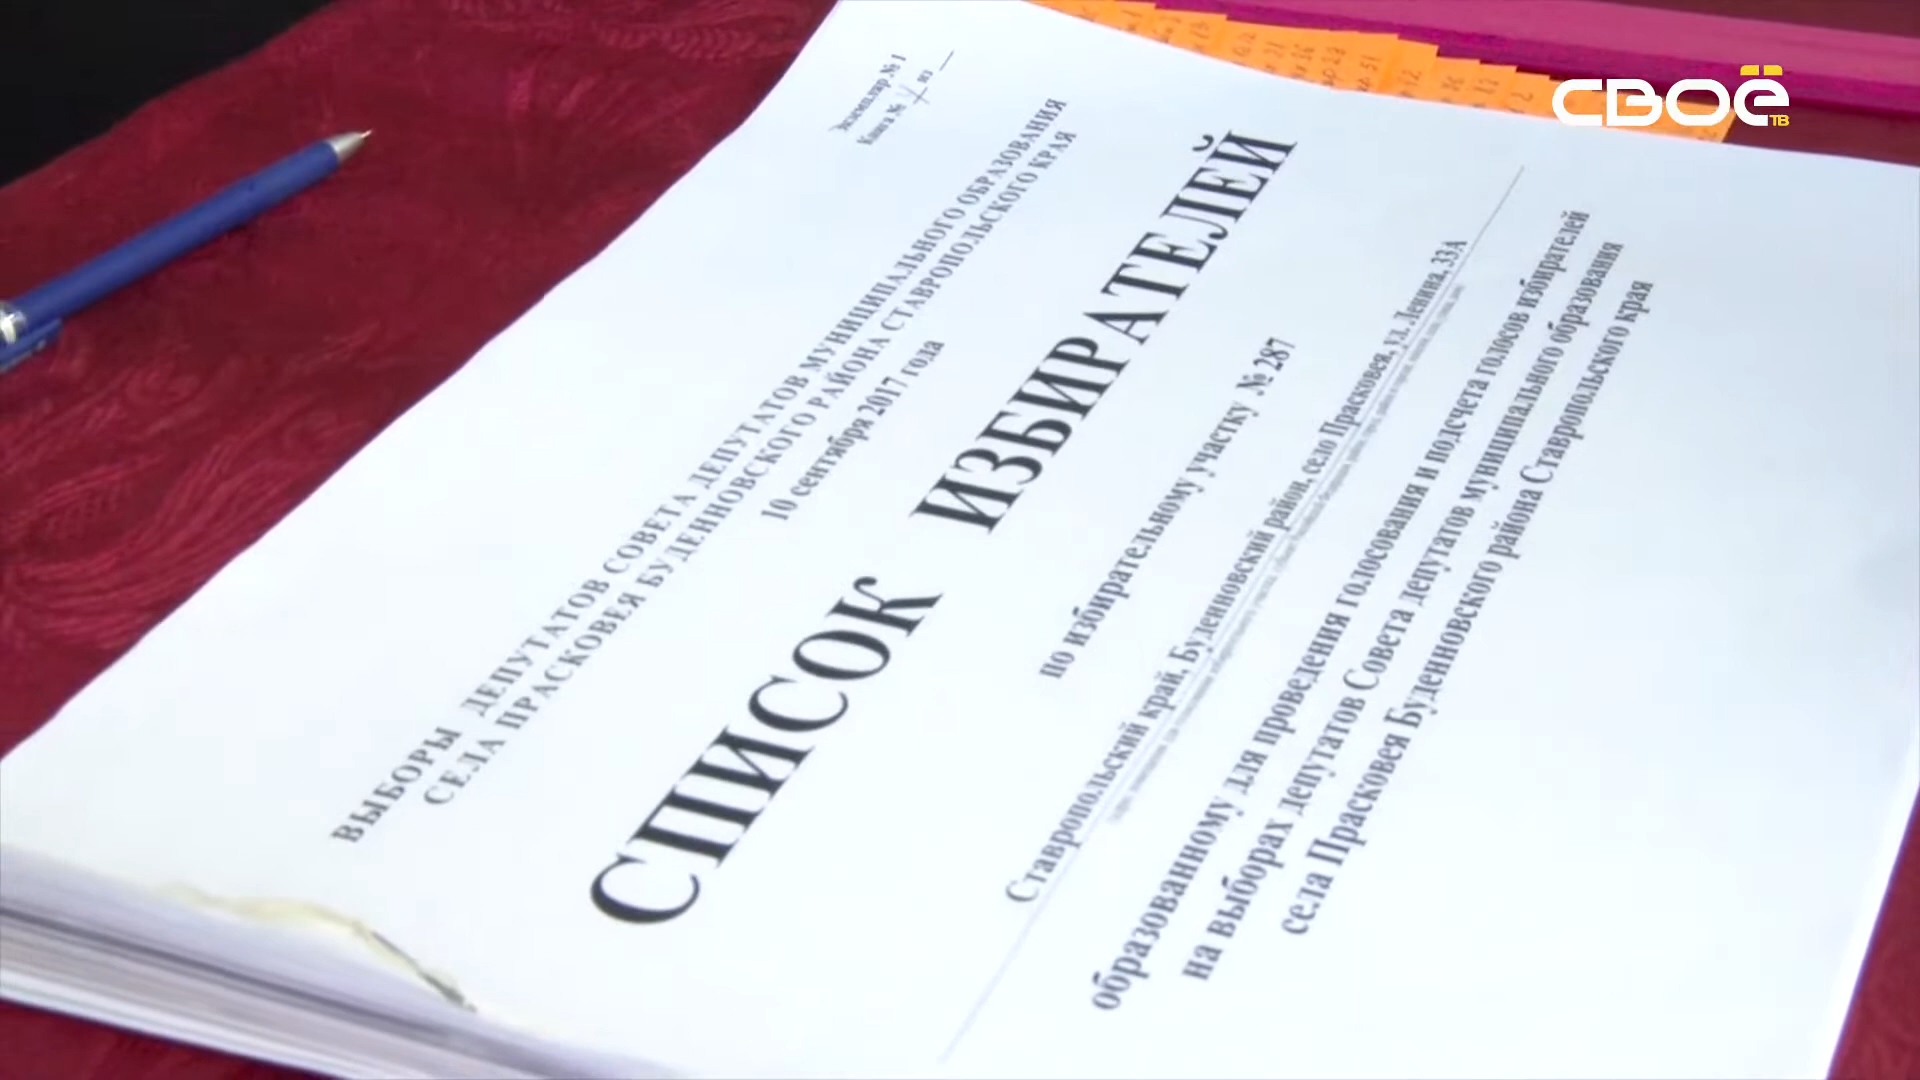 Экземпляр № 1
Книга № из
ВЫБОРЫ ДЕПУТАТОВ СОВЕТА ДЕПУТАТОВ МУНИЦИПАЛЬНОГО ОБРАЗОВАНИЯ
СЕЛА ПРАСКОВЕЯ БУДЕННОВСКОГО РАЙОНА СТАВРОПОЛЬСКОГО КРАЯ
10 сентября 2017 года
СПИСОК ИЗБИРАТЕЛЕЙ
по избирательному участку № 287
Ставропольский край, Буденновский район, село Прасковея, ул. Ленина, 33А
образованному для проведения голосования и подсчета голосов избирателей
на выборах депутатов Совета депутатов муниципального образования
села Прасковея Буденновского района Ставропольского края
СВОЁ
ТВ